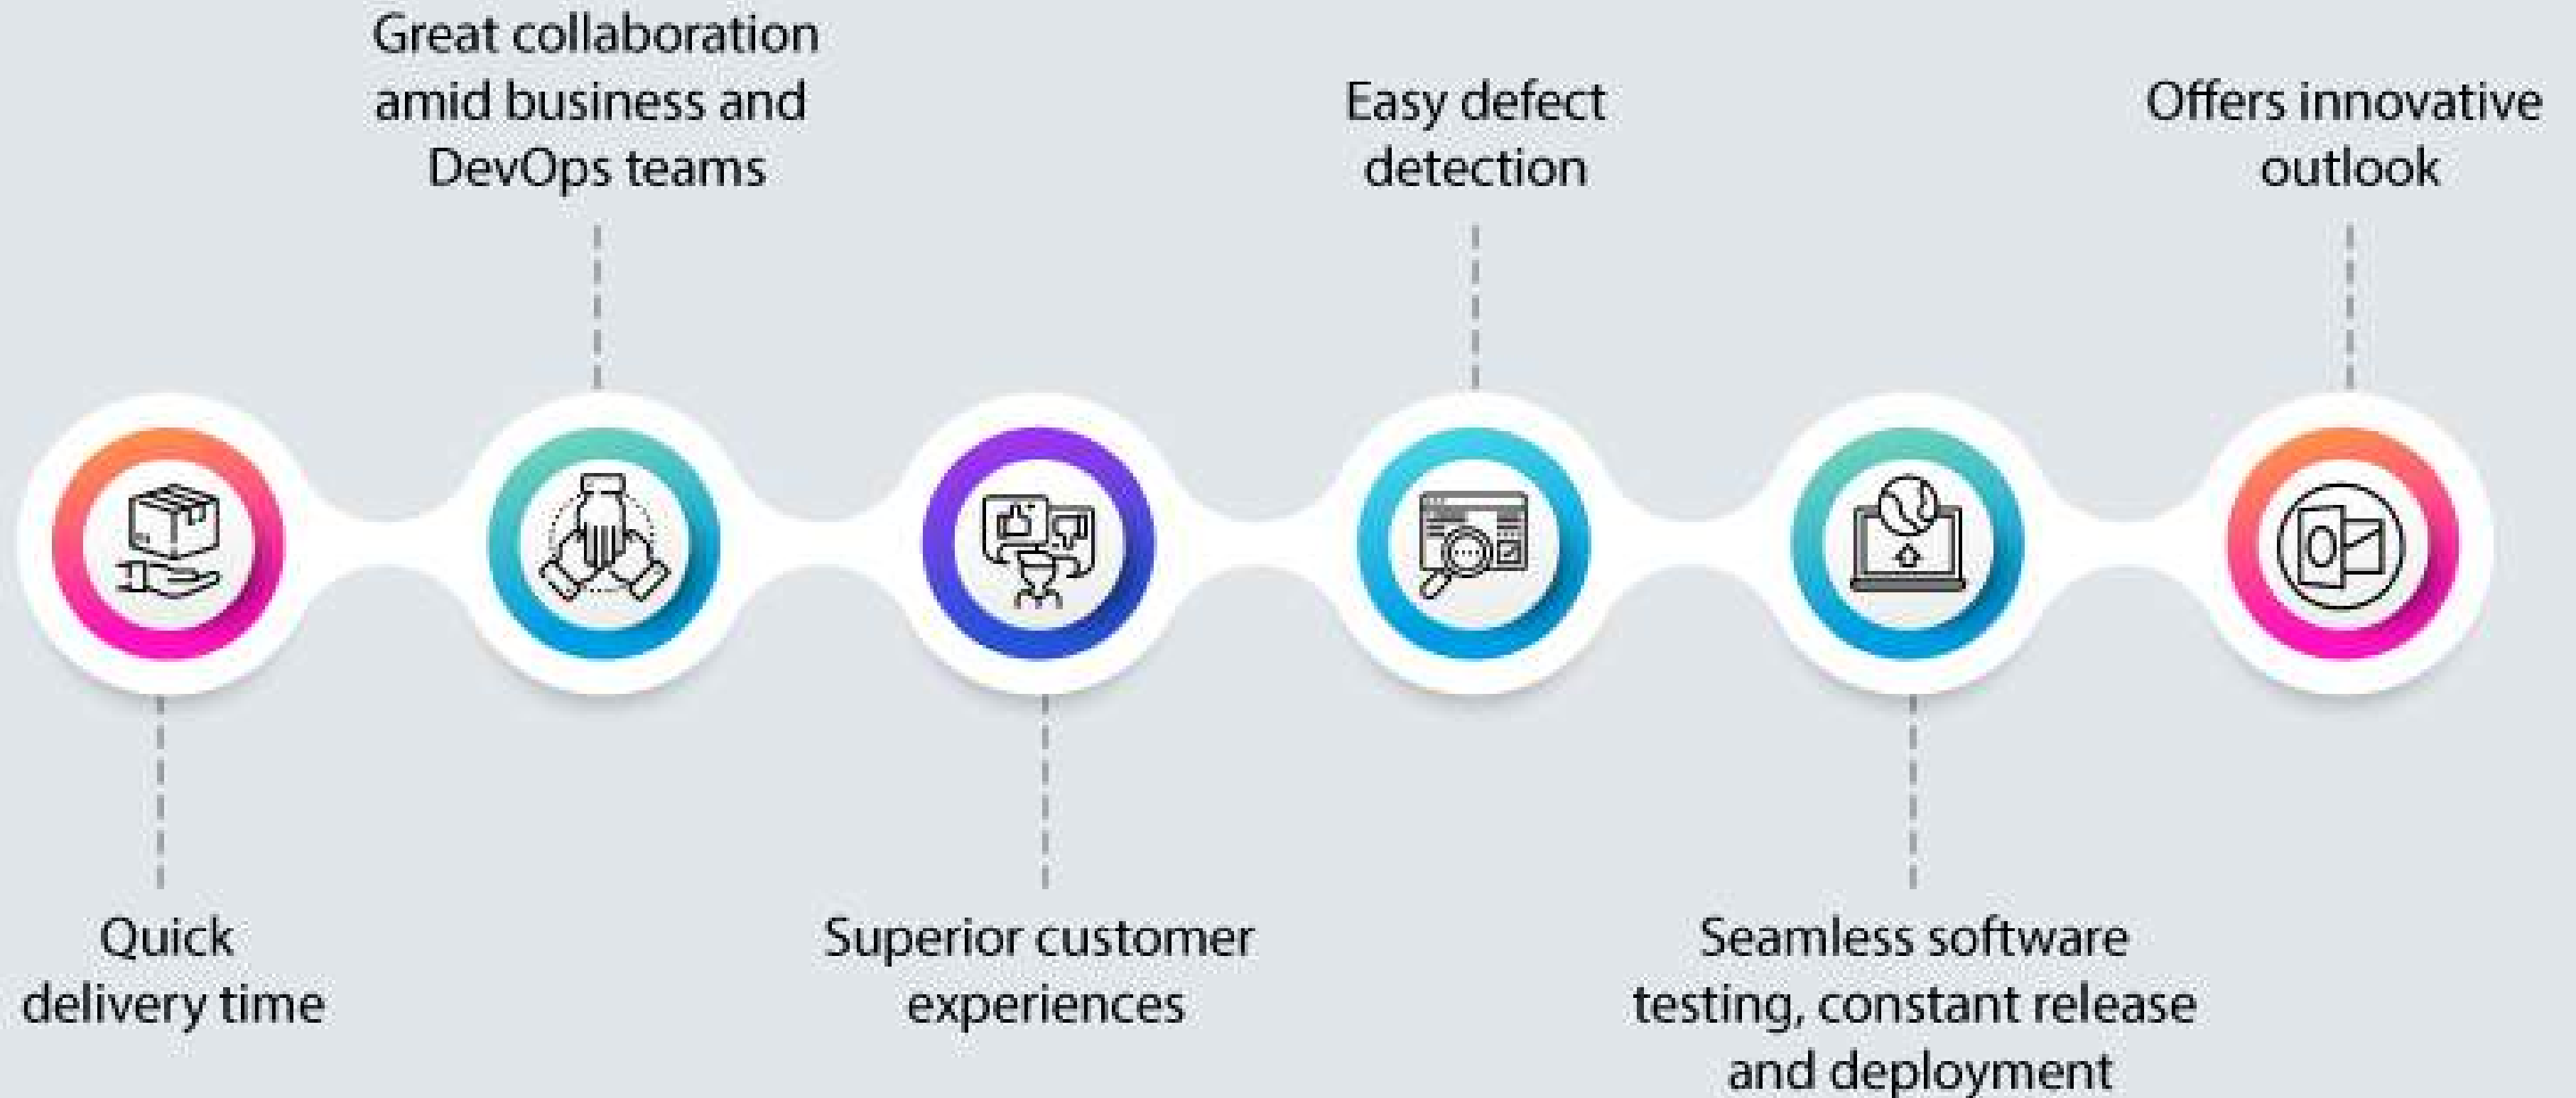 Great collaboration
amid business and
DevOps teams
Easy defect
detection
Offers innovative
outlook
Quick
delivery time
Superior customer
experiences
Seamless software
testing, constant release
and deployment